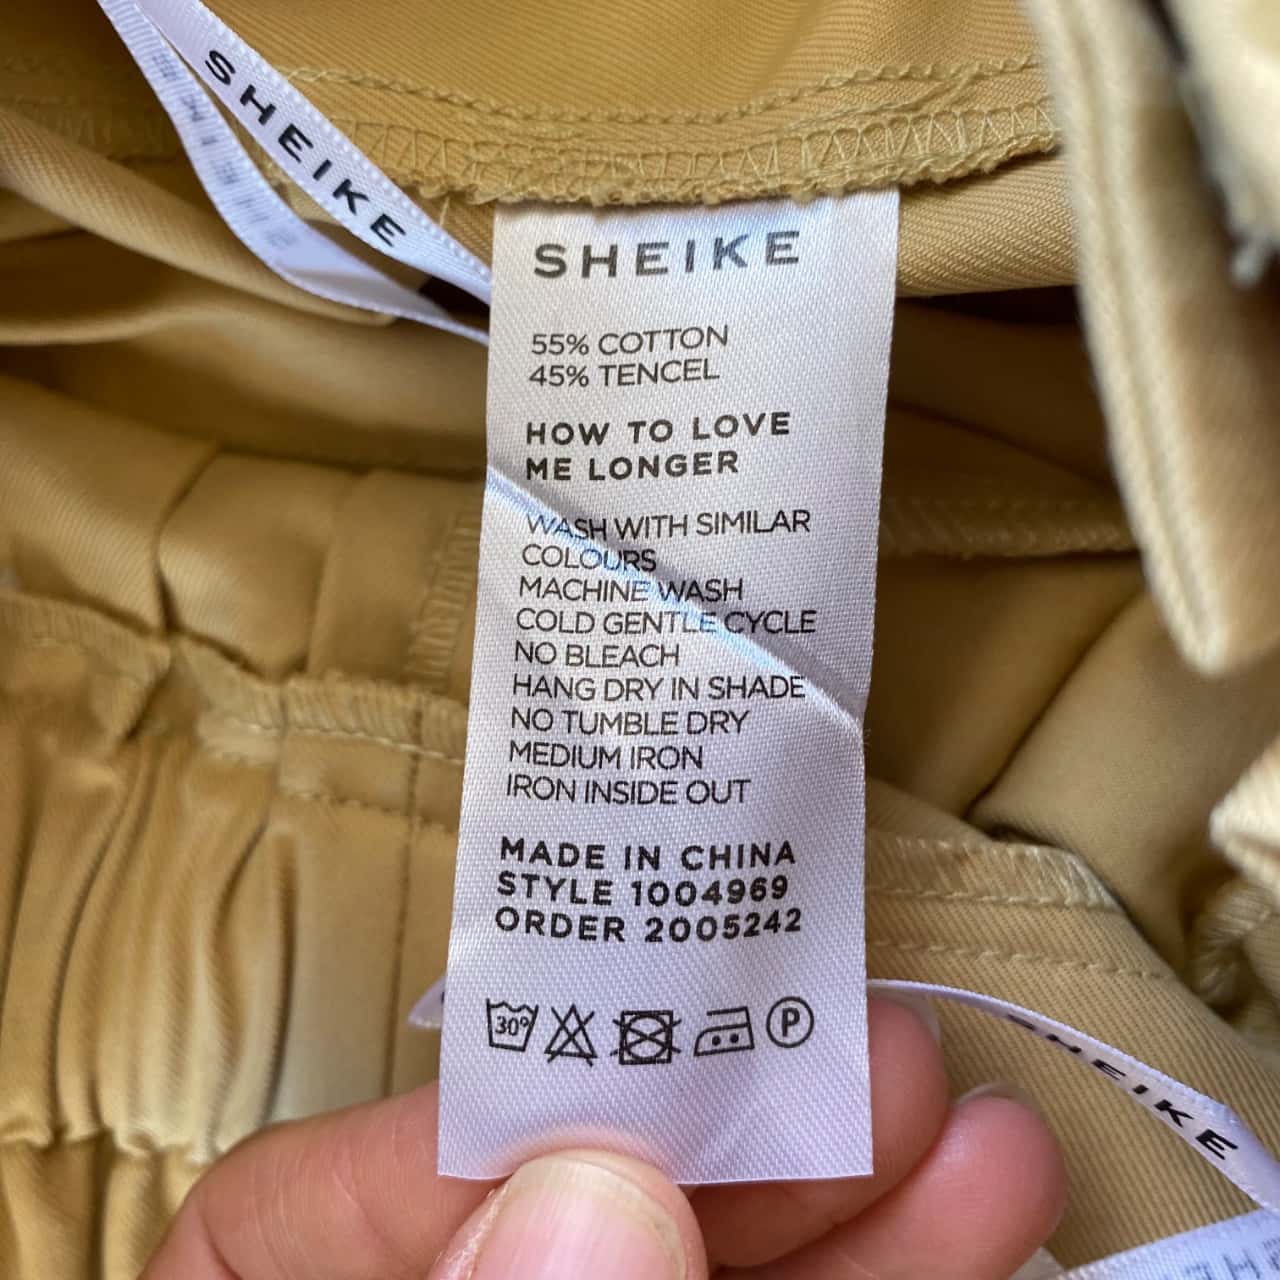 SHEIKE
SHEIKE
55% COTTON
45% TENCEL
HOW TO LOVE
ME LONGER
WASH WITH SIMILAR
COLOURS
MACHINE WASH
COLD GENTLE CYCLE
NO BLEACH
HANG DRY IN SHADE
NO TUMBLE DRY
MEDIUM IRON
IRON INSIDE OUT
MADE IN CHINA
STYLE 1004969
ORDER 2005242
30° P
SHEIKE